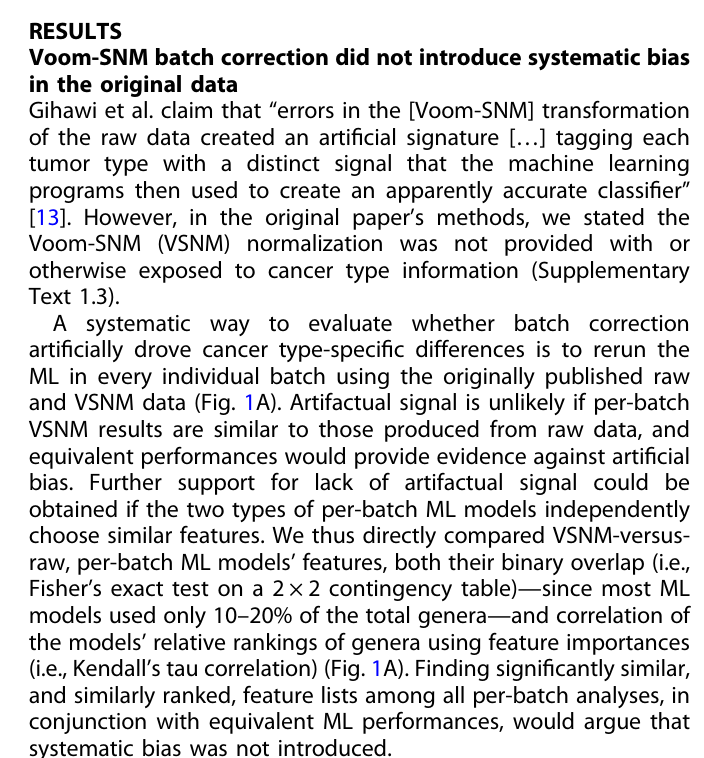 RESULTS
Voom-SNM batch correction did not introduce systematic bias
in the original data
Gihawi et al. claim that “errors in the [Voom-SNM] transformation
of the raw data created an artificial signature […] tagging each
tumor type with a distinct signal that the machine learning
programs then used to create an apparently accurate classifier”
[13]. However, in the original paper’s methods, we stated the
Voom-SNM (VSNM) normalization was not provided with or
otherwise exposed to cancer type information (Supplementary
Text 1.3).
A systematic way to evaluate whether batch correction
artificially drove cancer type-specific differences is to rerun the
ML in every individual batch using the originally published raw
and VSNM data (Fig. 1A). Artifactual signal is unlikely if per-batch
VSNM results are similar to those produced from raw data, and
equivalent performances would provide evidence against artificial
bias. Further support for lack of artifactual signal could be
obtained if the two types of per-batch ML models independently
choose similar features. We thus directly compared VSNM-versus-
raw, per-batch ML models’ features, both their binary overlap (i.e.,
Fisher’s exact test on a 2 × 2 contingency table)—since most ML
models used only 10–20% of the total genera—and correlation of
the models’ relative rankings of genera using feature importances
(i.e., Kendall’s tau correlation) (Fig. 1A). Finding significantly similar,
and similarly ranked, feature lists among all per-batch analyses, in
conjunction with equivalent ML performances, would argue that
systematic bias was not introduced.